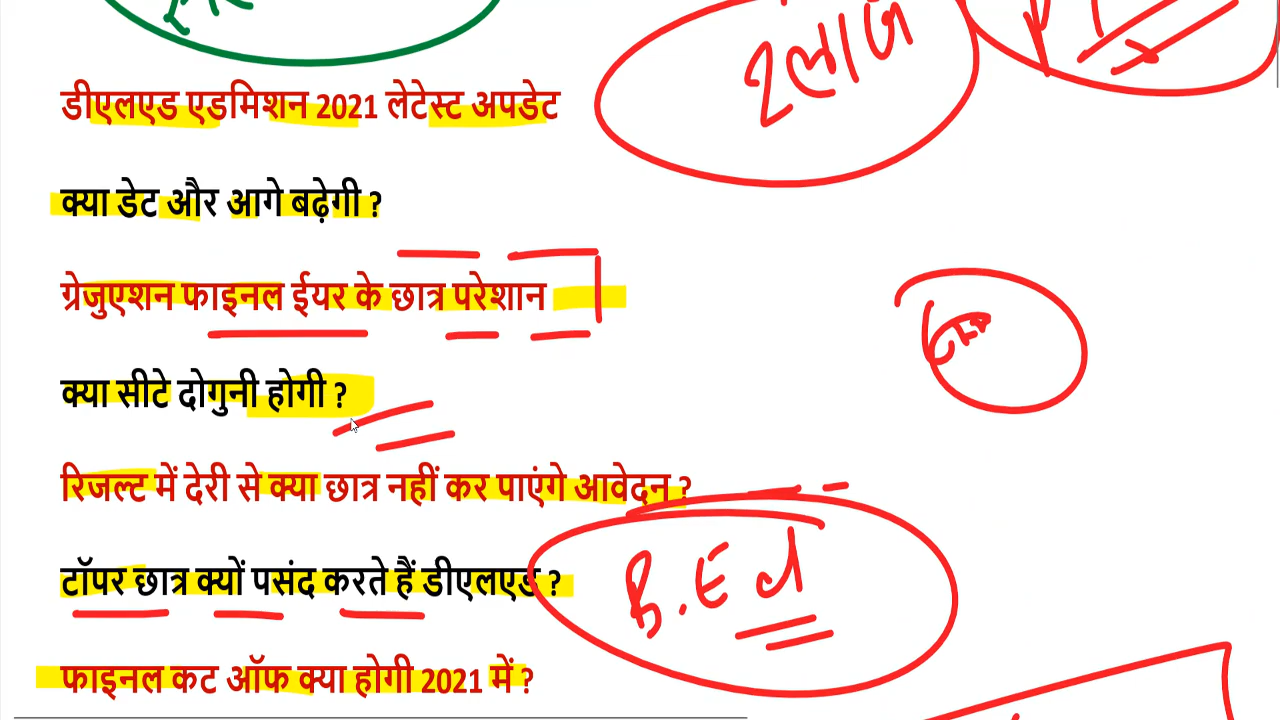 डीएलएड एडमिशन 2021 लेटेस्ट अपडेट
क्या डेट और आगे बढ़ेगी ?
ग्रेजुएशन फाइनल ईयर के छात्र परेशान
क्या सीटे दोगुनी होगी ?
रिजल्ट में देरी से क्या छात्र नहीं कर पाएंगे आवेदन ?
टॉपर छात्र क्यों पसंद करते हैं डीएलएड ?
B.Ed
फाइनल कट ऑफ क्या होगी 2021 में ?